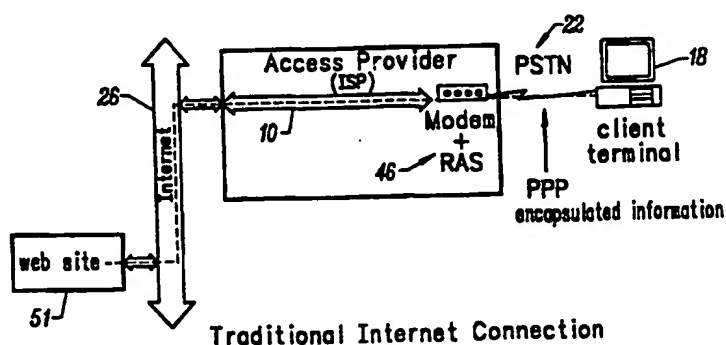 22
Access Provider
(ISP)
PSTN
18
26
10
Modem
+
RAS
46
client
terminal
Internet
PPP
encapsulated information
web site
51
Traditional Internet Connection